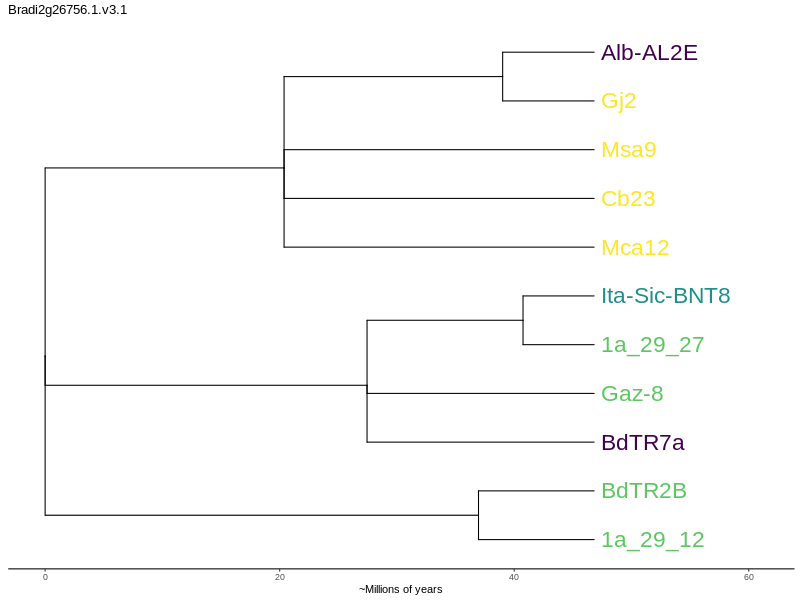 Bradi2g26756.1.v3.1
Alb-AL2E
Gj2
Msa9
Cb23
Mca12
Ita-Sic-BNT8
1a_29_27
Gaz-8
BdTR7a
BdTR2B
1a_29_12
0 20 40 60
~Millions of years